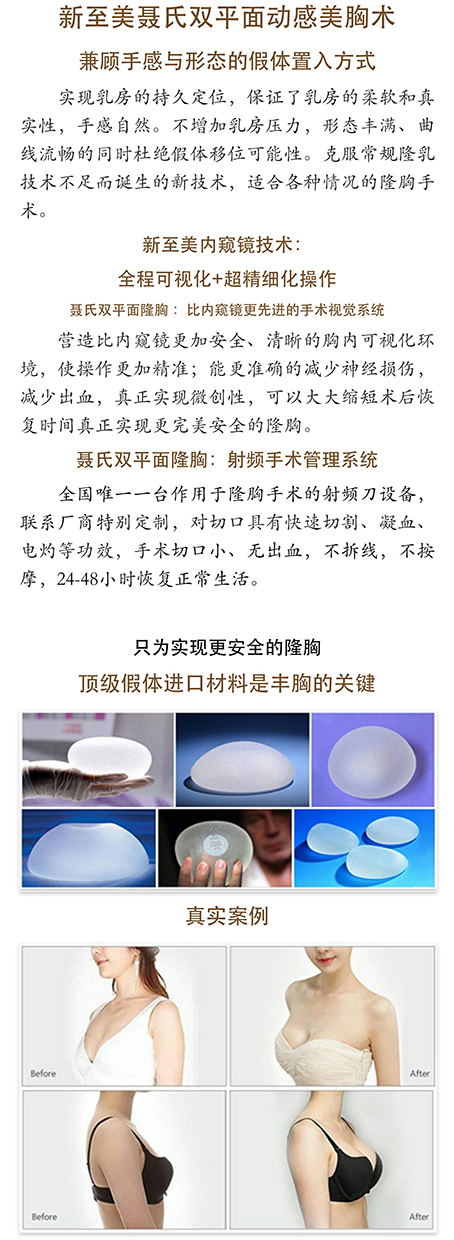 新至美聂氏双平面动感美胸术
兼顾手感与形态的假体置入方式
实现乳房的持久定位，保证了乳房的柔软和真
实性，手感自然。不增加乳房压力，形态丰满、曲
线流畅的同时杜绝假体移位可能性。克服常规隆乳
技术不足而诞生的新技术，适合各种情况的隆胸手
术。
新至美内窥镜技术：
全程可视化+超精细化操作
聂氏双平面隆胸：比内窥镜更先进的手术视觉系统
营造比内窥镜更加安全、清晰的胸内可视化环
境，使操作更加精准；能更准确的减少神经损伤，
减少出血，真正实现微创性，可以大大缩短术后恢
复时间真正实现更完美安全的隆胸。
聂氏双平面隆胸：射频手术管理系统
全国唯一一台作用于隆胸手术的射频刀设备，
联系厂商特别定制，对切口具有快速切割、凝血、
电灼等功效，手术切口小、无出血，不拆线，不按
摩，24-48小时恢复正常生活。
只为实现更安全的隆胸
顶级假体进口材料是丰胸的关键
真实案例
Before
After
Before
After